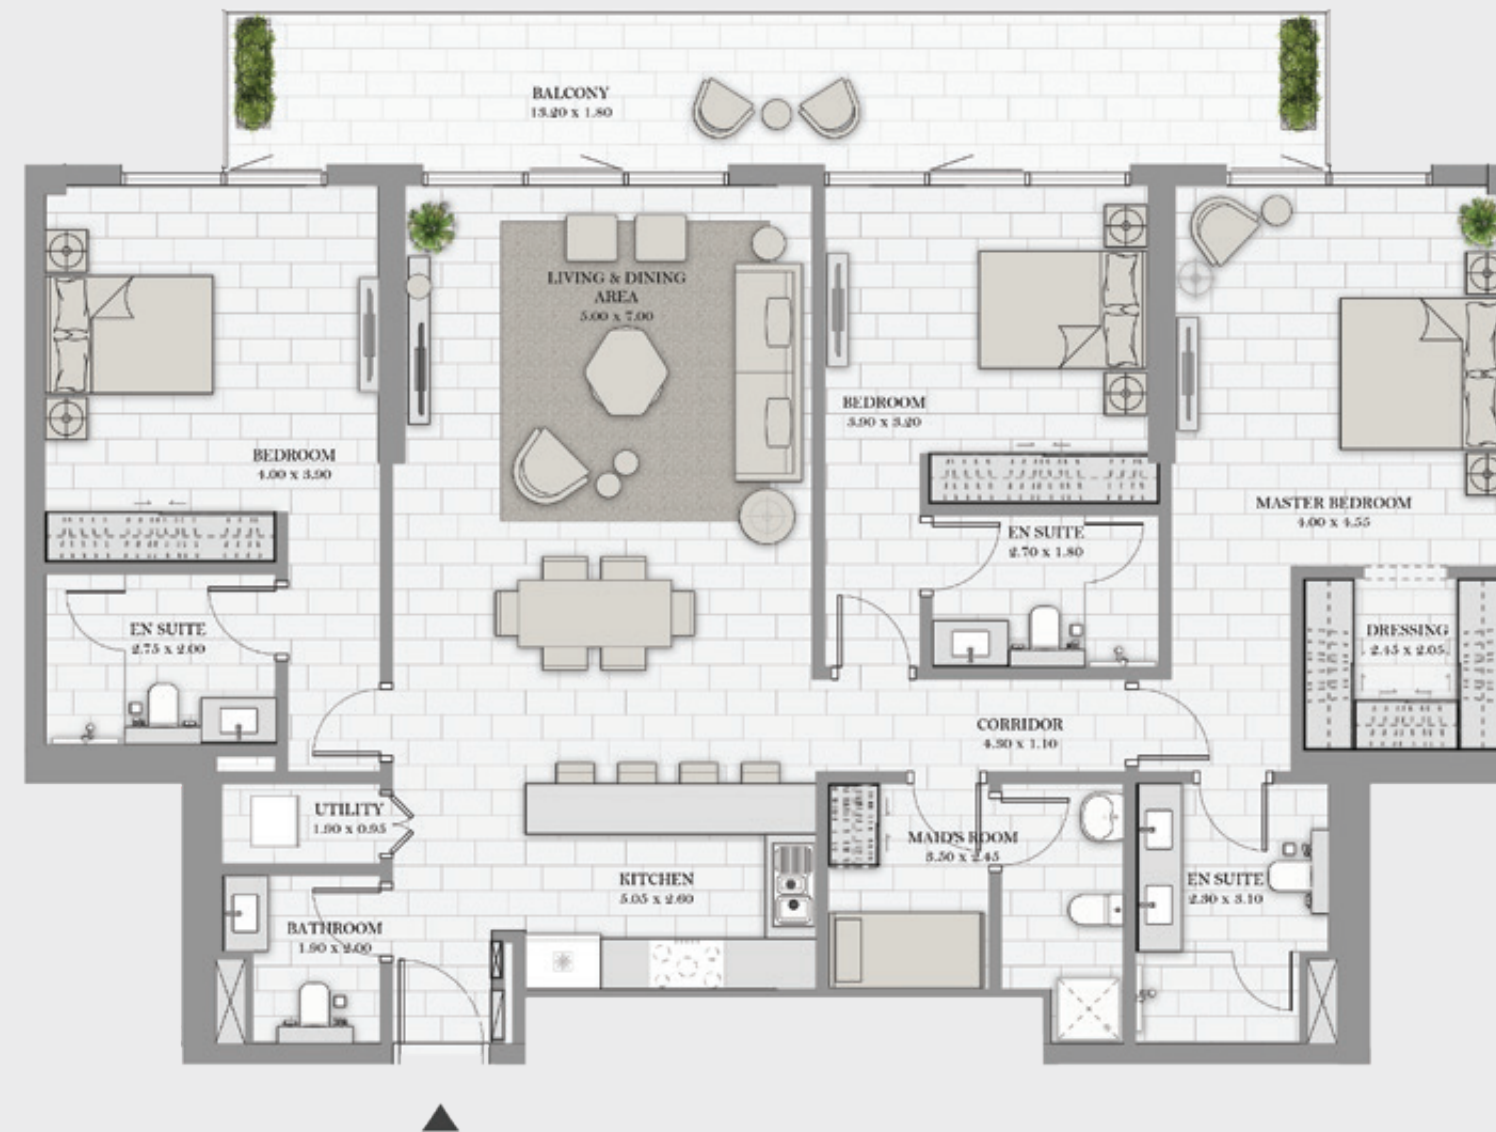 BALCONY
13.20 x 1.80
LIVING & DINING
AREA
5.00 x 7.00
BEDROOM
3.90 x 3.20
BEDROOM
4.00 x 3.90
MASTER BEDROOM
4.00 x 4.55
EN SUITE
2.70 x 1.80
EN SUITE
2.75 x 2.00
DRESSING
2.45 x 2.05
CORRIDOR
4.30 x 1.10
UTILITY
1.90 x 0.95
MAID'S ROOM
3.50 x 2.45
KITCHEN
5.05 x 2.60
EN SUITE
2.30 x 3.10
BATHROOM
1.90 x 2.00